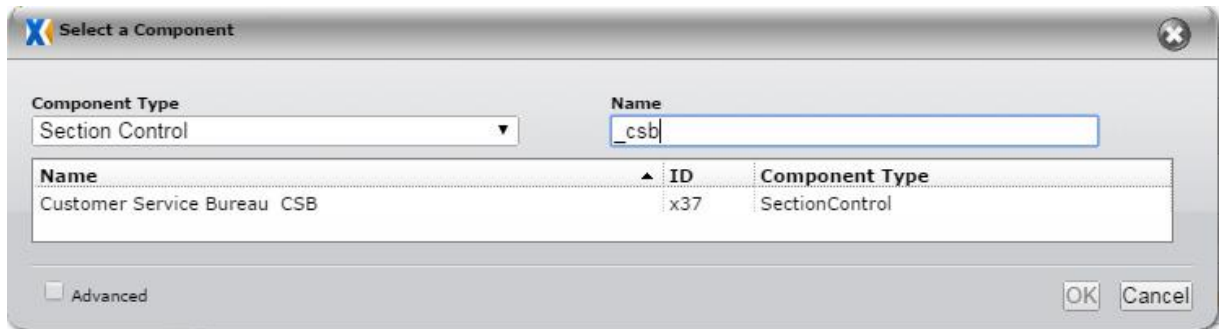 Select a Component
Component Type Name
Section Control _csb
Name ID Component Type
Customer Service Bureau CSB x37 SectionControl
Advanced OK Cancel